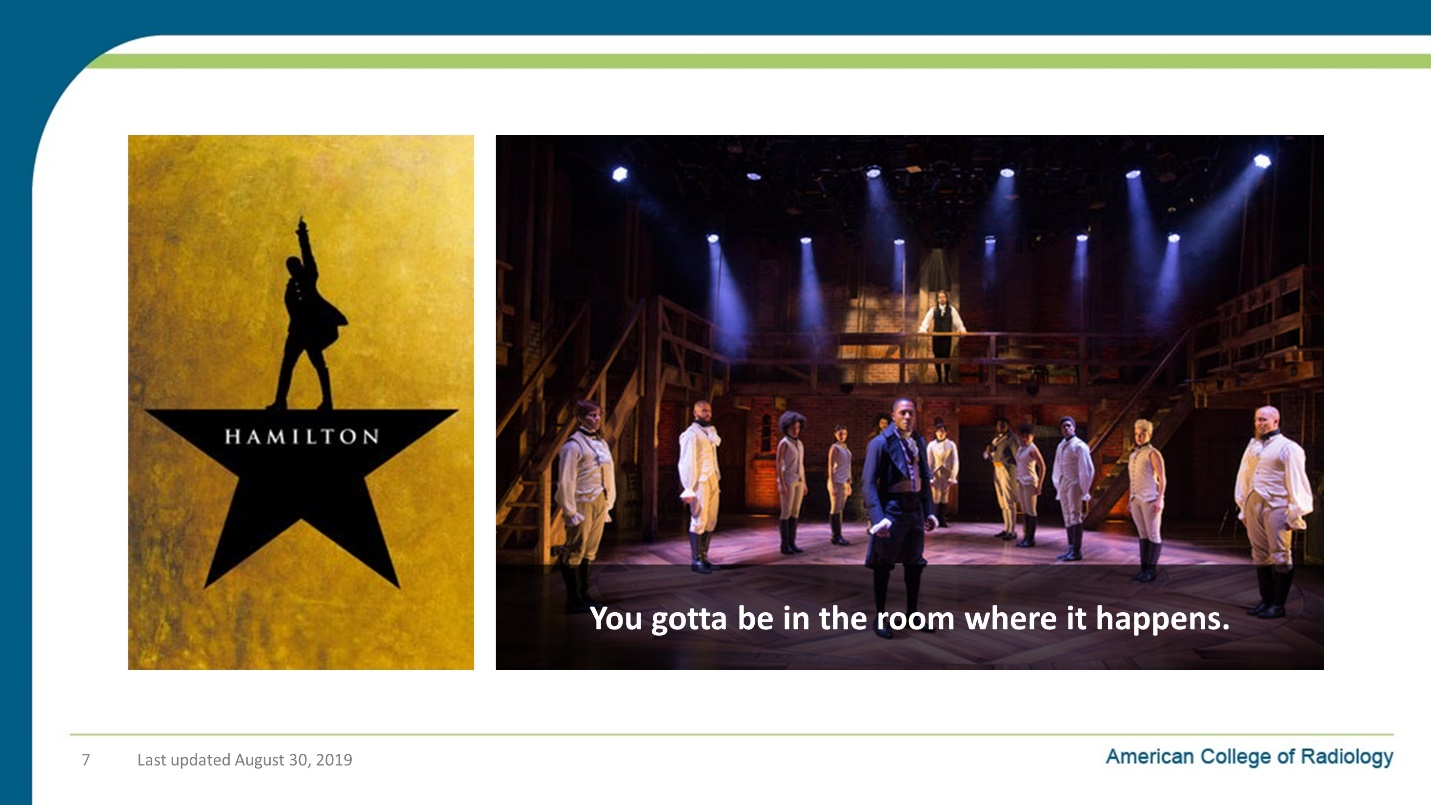 HAMILTON
You gotta be in the room where it happens.
7 Last updated August 30, 2019
American College of Radiology